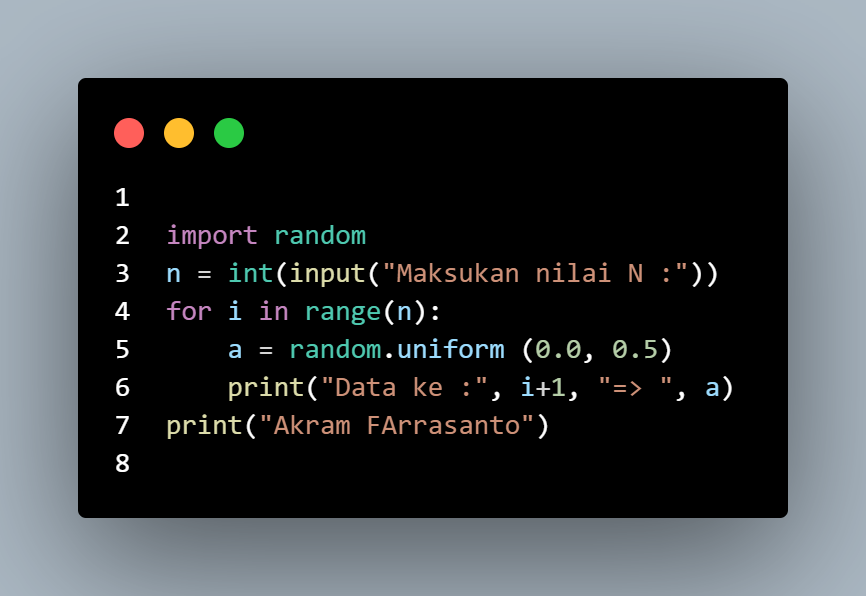 1
2 import random
3 n = int(input("Maksukan nilai N :"))
4 for i in range(n):
5     a = random.uniform (0.0, 0.5)
6     print("Data ke :", i+1, "=> ", a)
7 print("Akram FArrasanto")
8